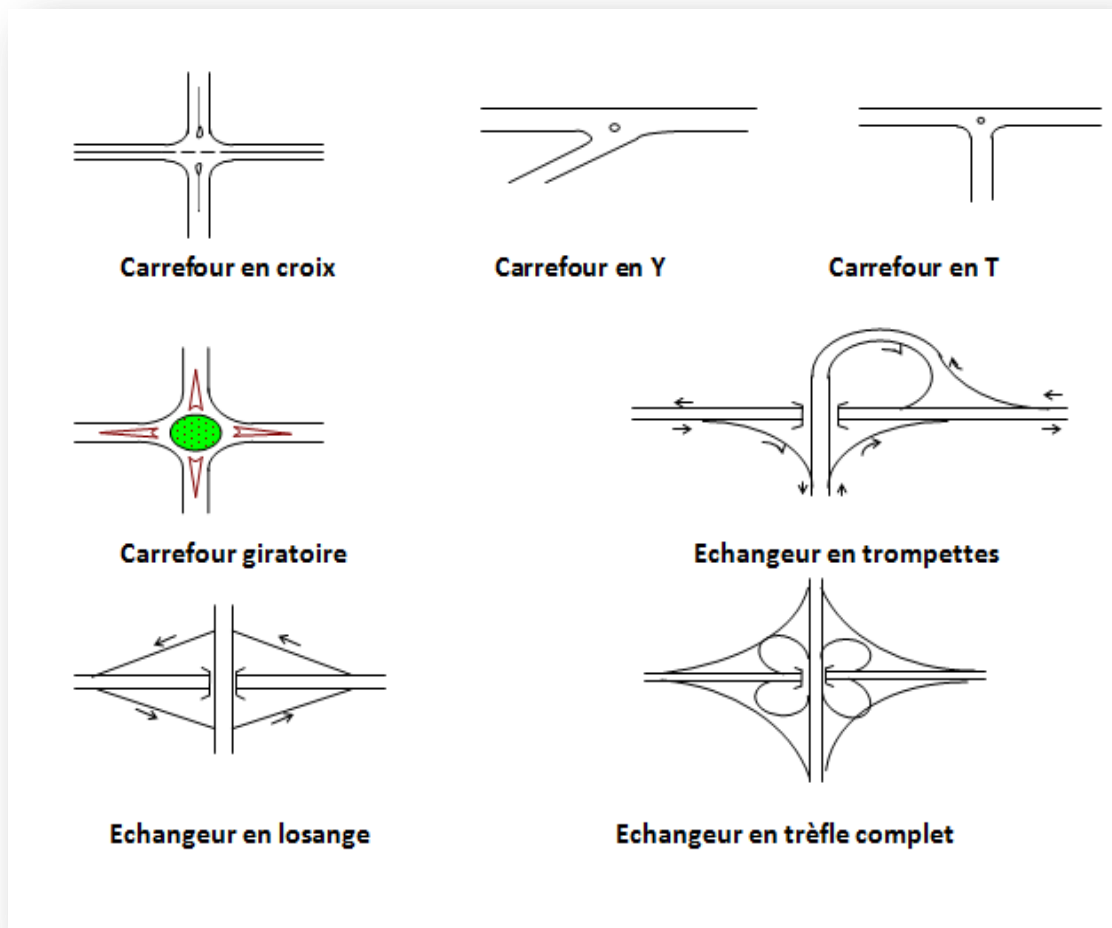 Carrefour en croix
Carrefour en Y
Carrefour en T
Carrefour giratoire
Echangeur en trompettes
Echangeur en losange
Echangeur en trèfle complet